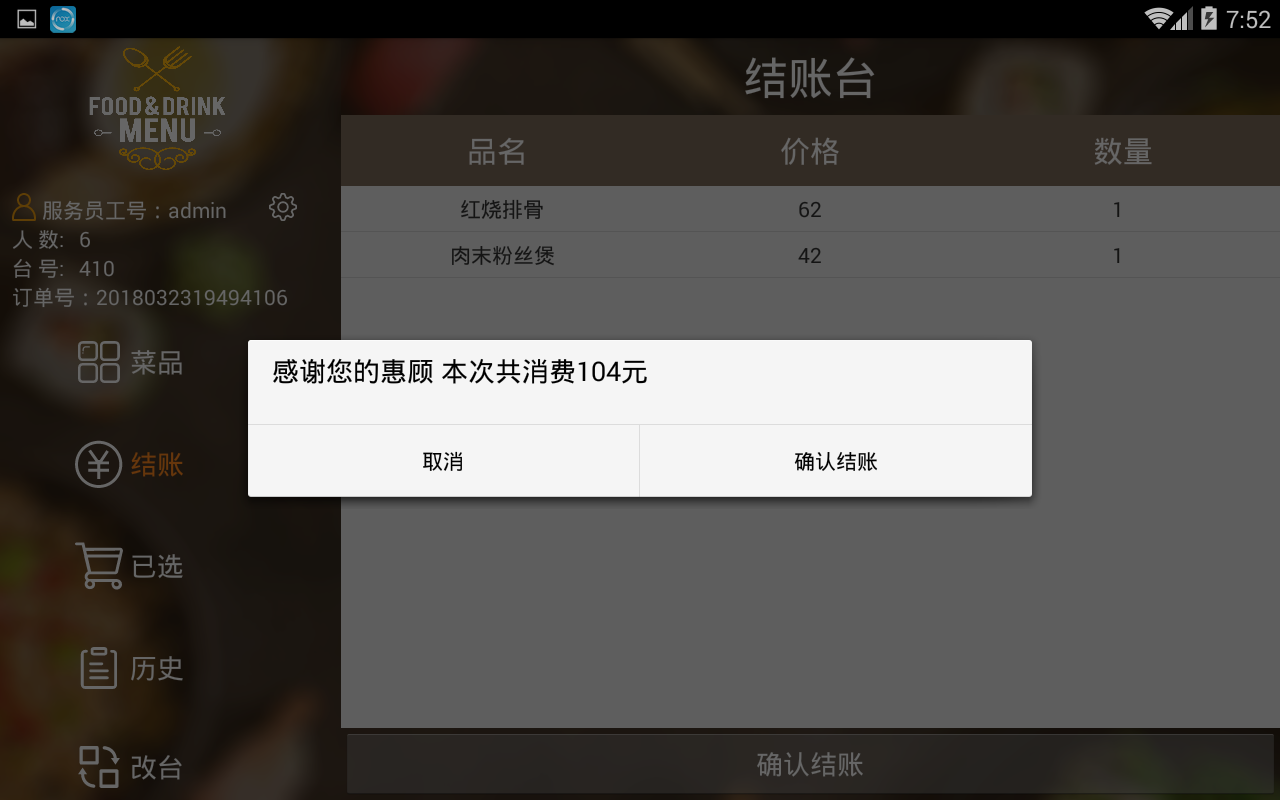 nox
7:52
FOOD & DRINK
MENU
服务员工号：admin
人 数: 6
台 号: 410
订单号：2018032319494106
菜品
结账
已选
历史
改台
结账台
品名 价格 数量
红烧排骨 62 1
肉末粉丝煲 42 1
感谢您的惠顾 本次共消费104元
取消 确认结账
确认结账